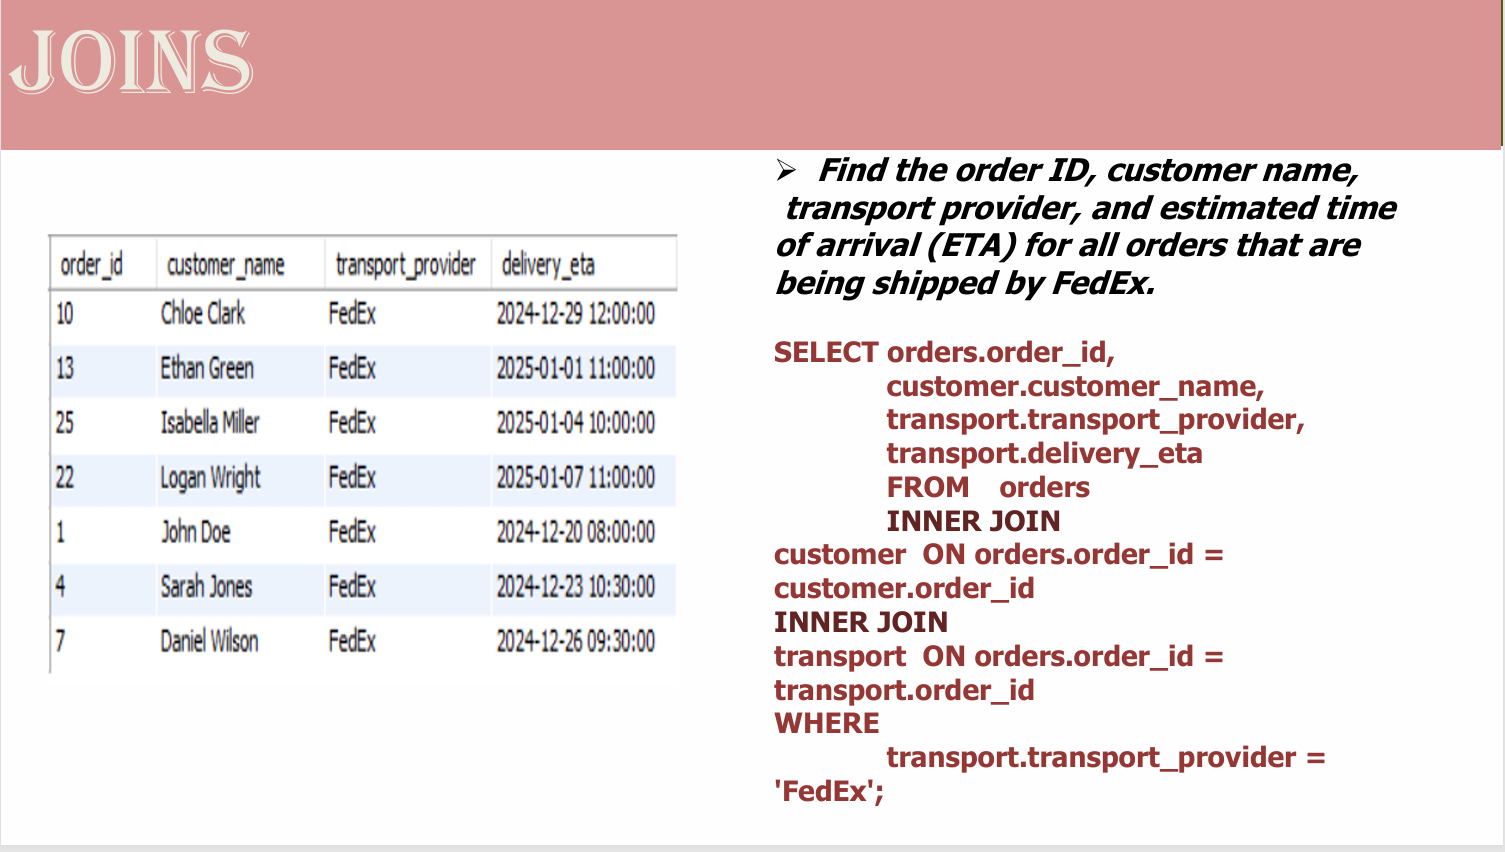 JOINS
order_id customer_name transport_provider delivery_eta
10 Chloe Clark FedEx 2024-12-29 12:00:00
13 Ethan Green FedEx 2025-01-01 11:00:00
25 Isabella Miller FedEx 2025-01-04 10:00:00
22 Logan Wright FedEx 2025-01-07 11:00:00
1 John Doe FedEx 2024-12-20 08:00:00
4 Sarah Jones FedEx 2024-12-23 10:30:00
7 Daniel Wilson FedEx 2024-12-26 09:30:00
➢ Find the order ID, customer name,
transport provider, and estimated time
of arrival (ETA) for all orders that are
being shipped by FedEx.
SELECT orders.order_id,
customer.customer_name,
transport.transport_provider,
transport.delivery_eta
FROM orders
INNER JOIN
customer ON orders.order_id =
customer.order_id
INNER JOIN
transport ON orders.order_id =
transport.order_id
WHERE
transport.transport_provider =
'FedEx';